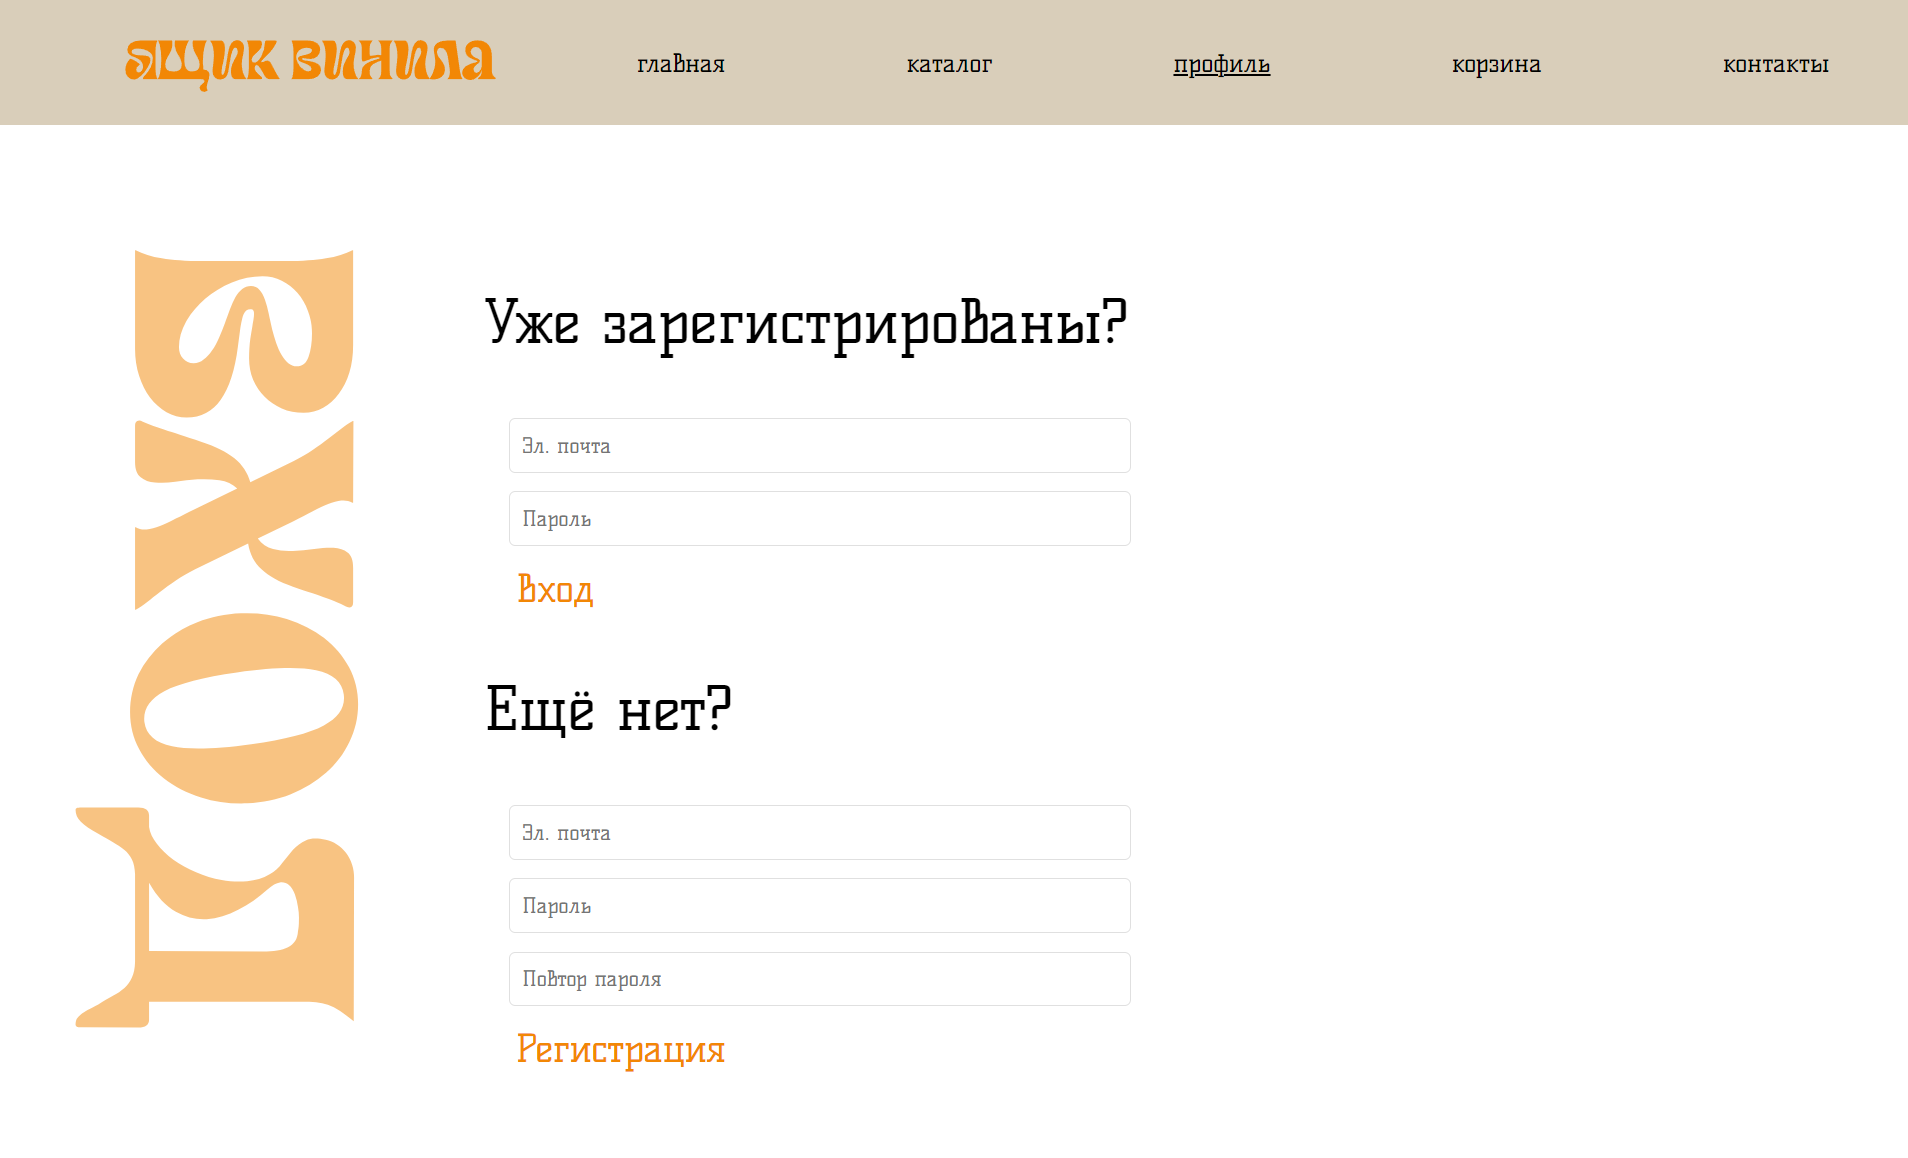 ящик винила
главная
каталог
профиль
корзина
контакты
вход
Уже зарегистрированы?
Эл. почта
Пароль
Вход
Ещё нет?
Эл. почта
Пароль
Повтор пароля
Регистрация